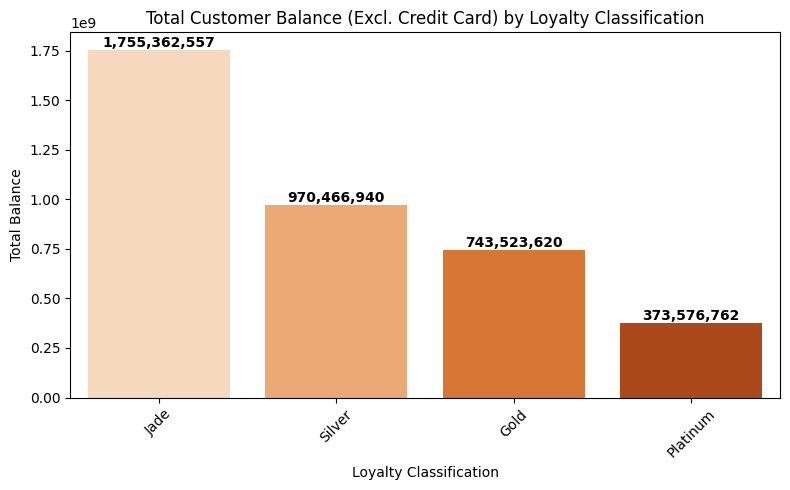 Total Customer Balance (Excl. Credit Card) by Loyalty Classification
1e9
1,755,362,557
1.75
1.50
1.25
1.00
0.75
0.50
0.25
0.00
970,466,940
743,523,620
373,576,762
Total Balance
Jade
Silver
Gold
Platinum
Loyalty Classification